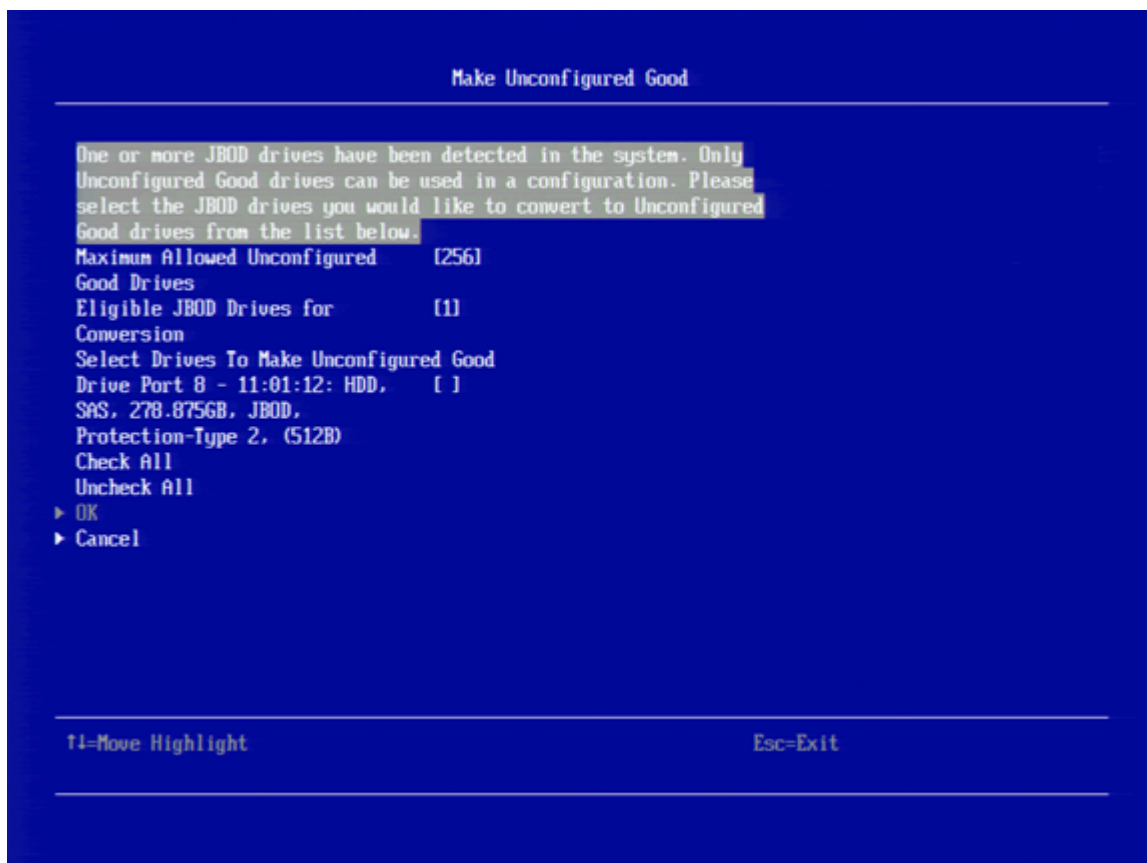 Make Unconfigured Good
One or more JBOD drives have been detected in the system. Only
Unconfigured Good drives can be used in a configuration. Please
select the JBOD drives you would like to convert to Unconfigured
Good drives from the list below.
Maximum Allowed Unconfigured [256]
Good Drives
Eligible JBOD Drives for [1]
Conversion
Select Drives To Make Unconfigured Good
Drive Port 8 - 11:01:12: HDD, [ ]
SAS, 278.875GB, JBOD,
Protection-Type 2, (512B)
Check All
Uncheck All
► OK
► Cancel
↑↓=Move Highlight Esc=Exit